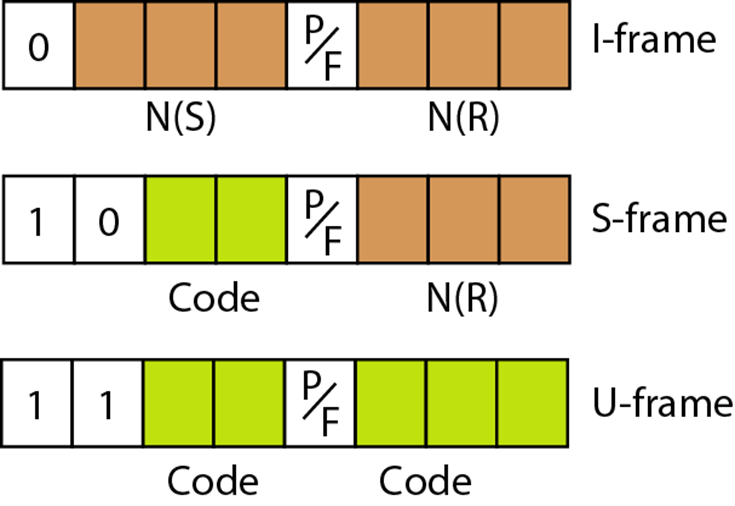 0 P/F I-frame
N(S) N(R)
1 0 P/F S-frame
Code N(R)
1 1 P/F U-frame
Code Code